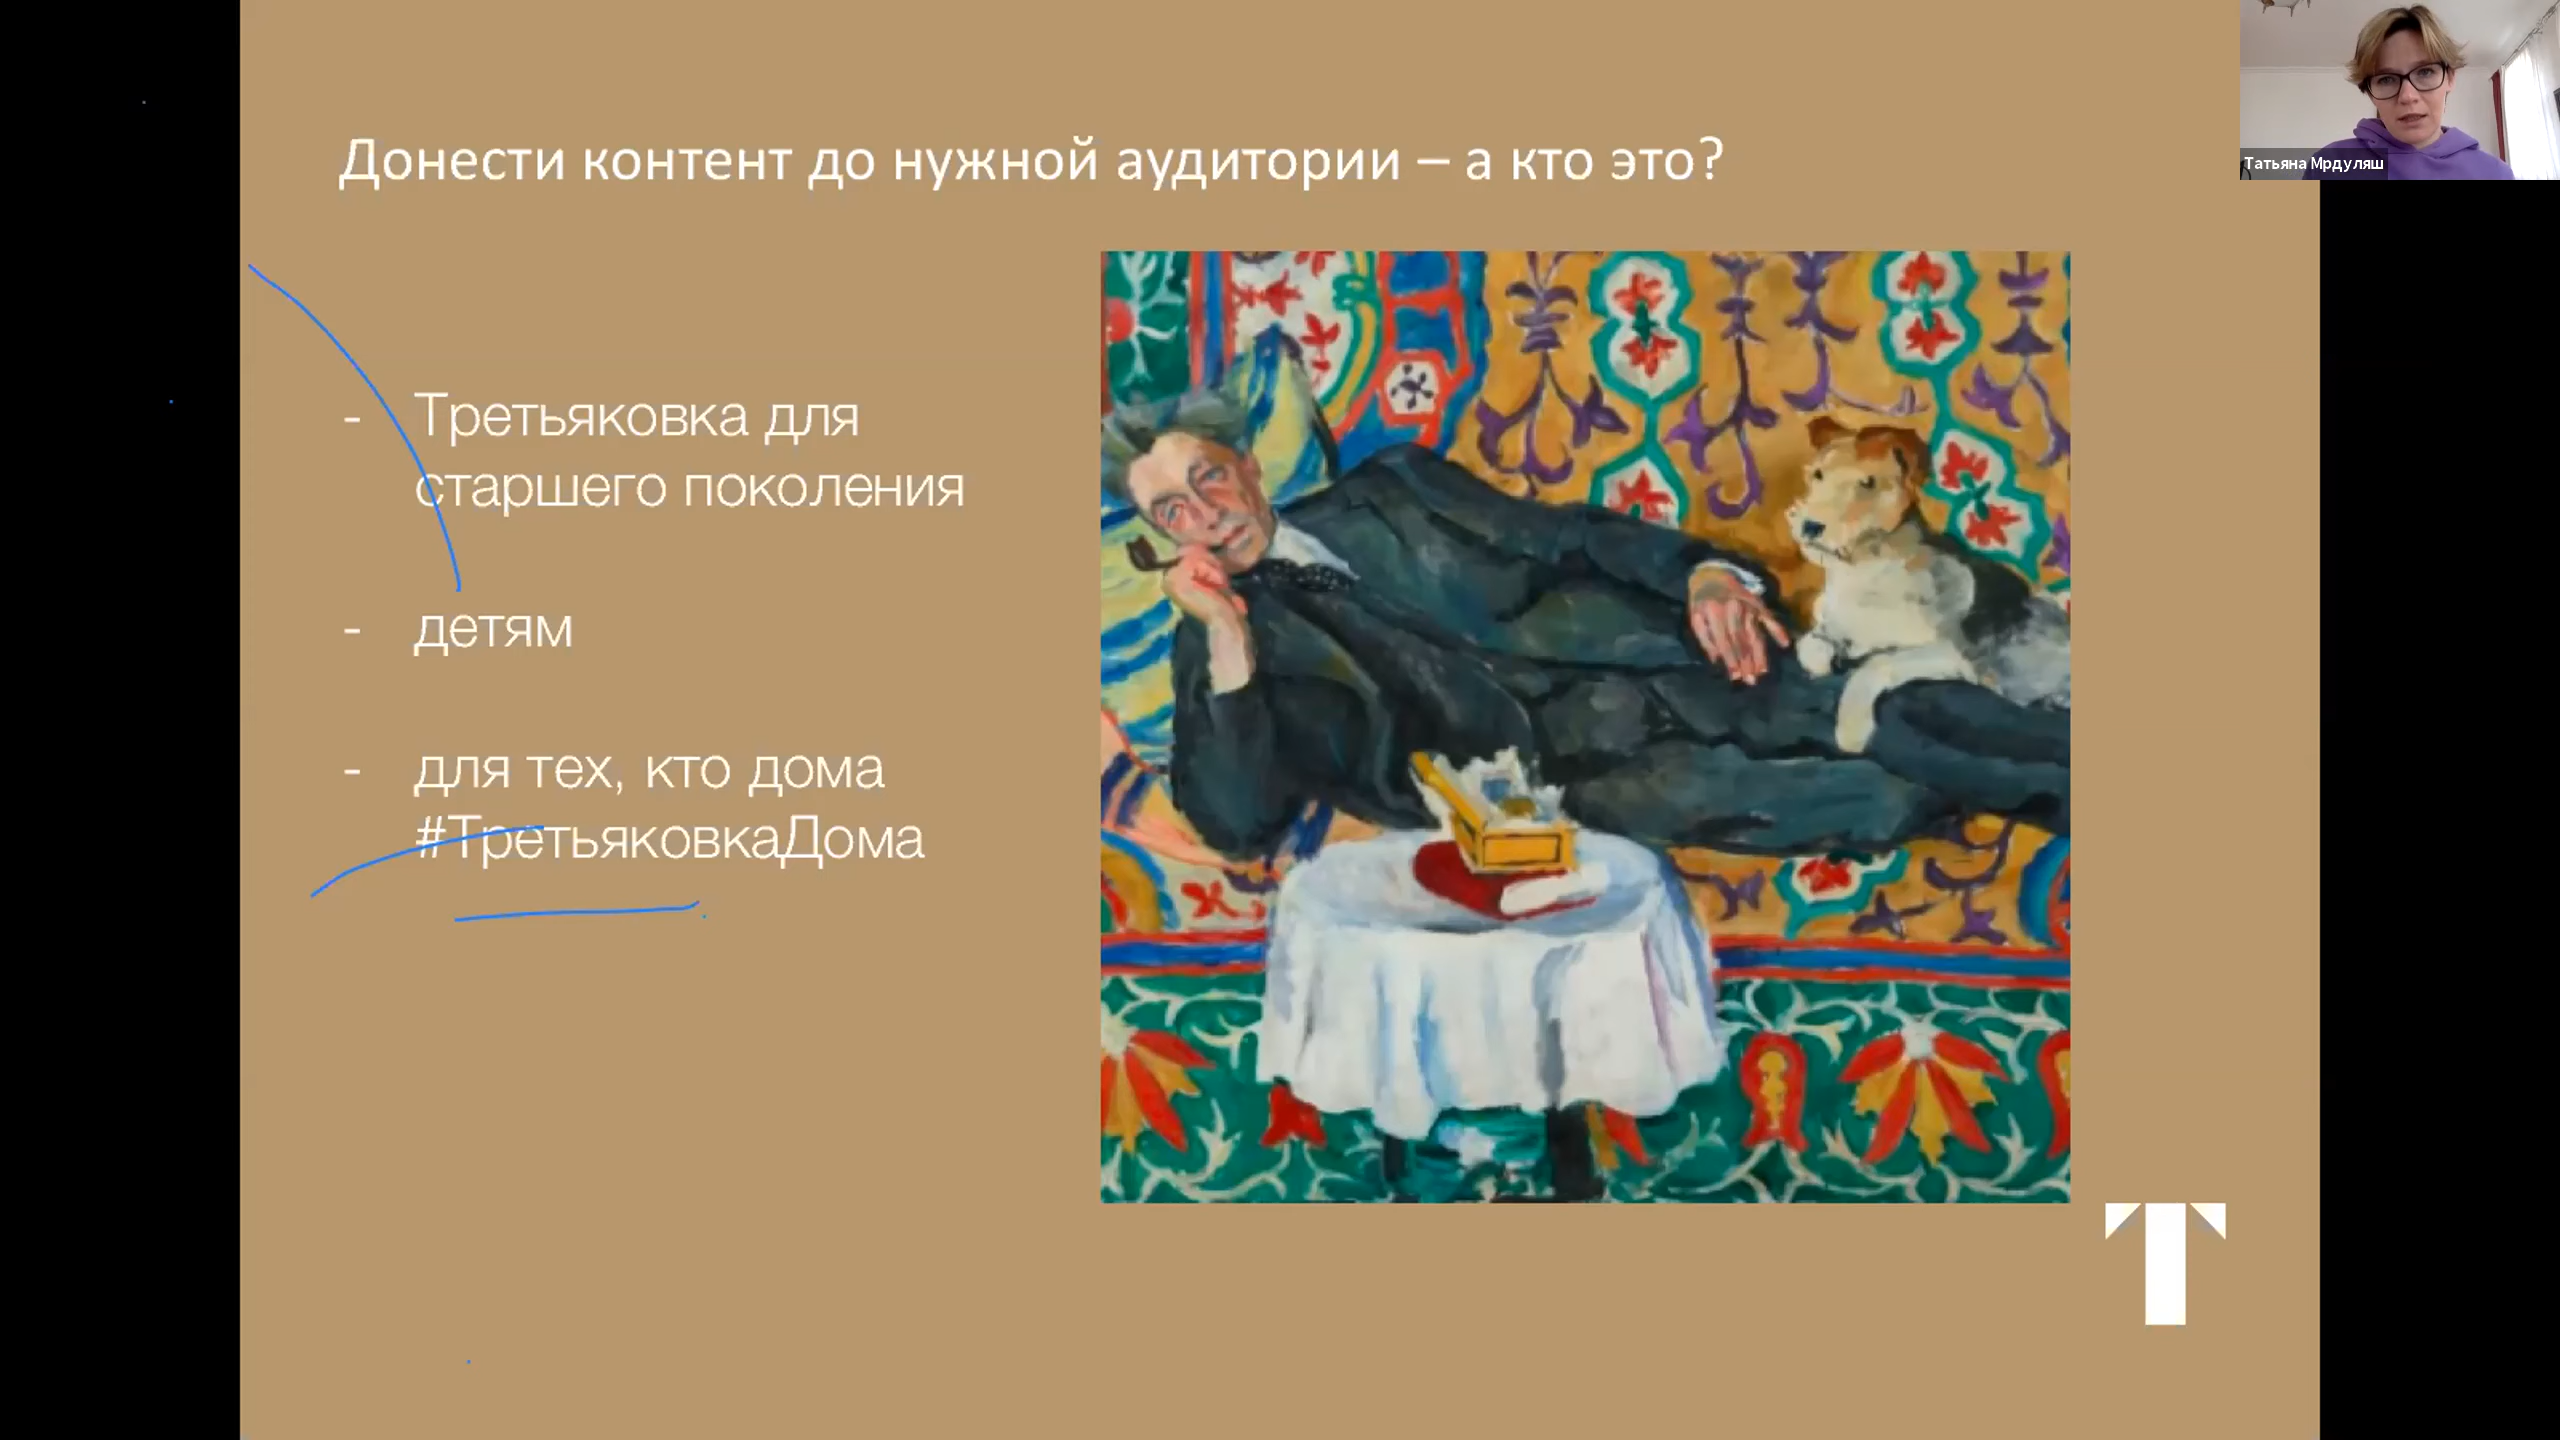 Татьяна Мрдуляш
Донести контент до нужной аудитории – а кто это?
- Третьяковка для
старшего поколения
- детям
- для тех, кто дома
#ТретьяковкаДома
Т